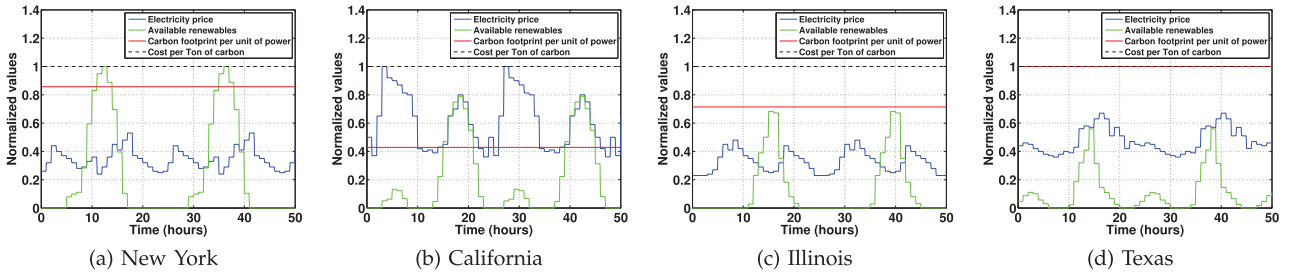 1.4
1.2
1
0.8
0.6
0.4
0.2
0
Normalized values
Electricity price
Available renewables
Carbon footprint per unit of power
Cost per Ton of carbon
0 10 20 30 40 50
Time (hours)
(a) New York
1.4
1.2
1
0.8
0.6
0.4
0.2
0
Normalized values
Electricity price
Available renewables
Carbon footprint per unit of power
Cost per Ton of carbon
0 10 20 30 40 50
Time (hours)
(b) California
1.4
1.2
1
0.8
0.6
0.4
0.2
0
Normalized values
Electricity price
Available renewables
Carbon footprint per unit of power
Cost per Ton of carbon
0 10 20 30 40 50
Time (hours)
(c) Illinois
1.4
1.2
1
0.8
0.6
0.4
0.2
0
Normalized values
Electricity price
Available renewables
Carbon footprint per unit of power
Cost per Ton of carbon
0 10 20 30 40 50
Time (hours)
(d) Texas